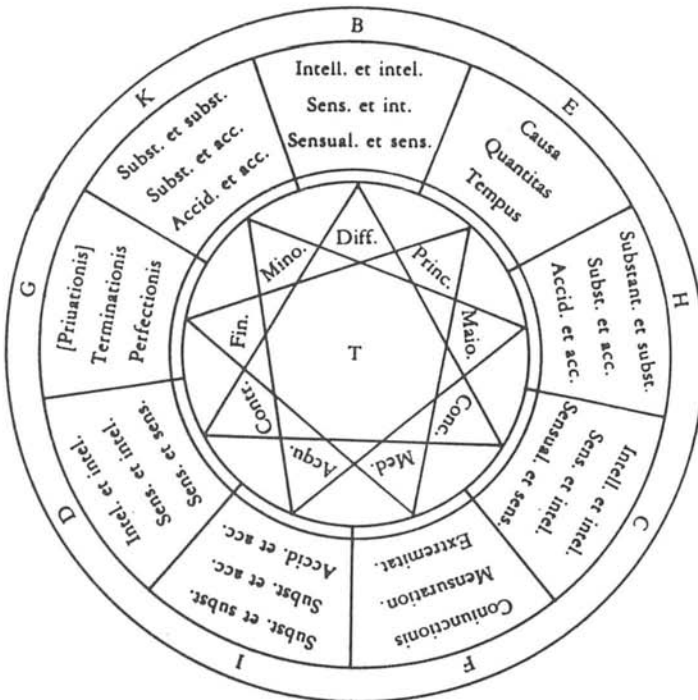 B
Intell. et intel.
Sens. et int.
Sensual. et sens.
E
Causa
Quantitas
Tempus
H
Substant. et subst.
Subst. et acc.
Accid. et acc.
C
Intell. et intel.
Sens. et intel.
Sensual. et sens.
F
Coniunctionis
Mensuration.
Extremitat.
I
Subst. et subst.
Subst. et acc.
Accid. et acc.
D
Intel. et intel.
Sens. et intel.
Sens. et sens.
G
[Priuationis]
Terminationis
Perfectionis
K
Subst. et subst.
Subst. et acc.
Accid. et acc.
Diff.
Princ.
Maio.
Conc.
Med.
Acqu.
Contr.
Fin.
Mino.
T